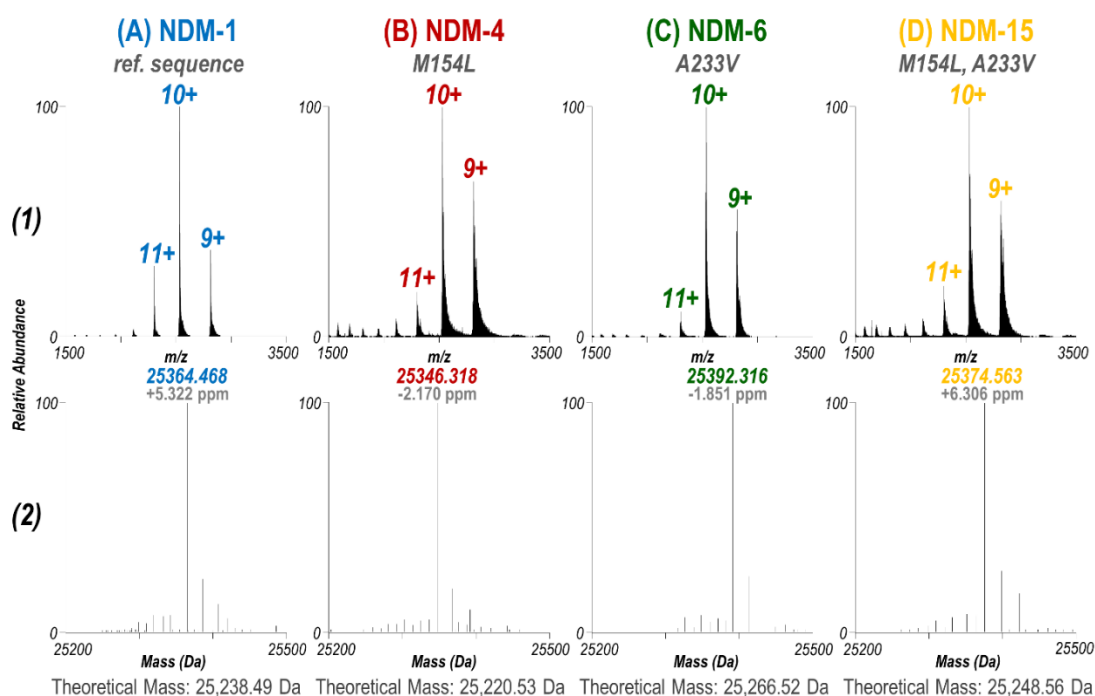 (A) NDM-1 (B) NDM-4 (C) NDM-6 (D) NDM-15
ref. sequence M154L A233V M154L, A233V
(1)
Relative Abundance
100 10+ 11+ 9+ 0 1500 m/z 3500
100 10+ 9+ 11+ 0 1500 m/z 3500
100 10+ 9+ 11+ 0 1500 m/z 3500
100 10+ 9+ 11+ 0 1500 m/z 3500
25364.468 25346.318 25392.316 25374.563
+5.322 ppm -2.170 ppm -1.851 ppm +6.306 ppm
(2)
100 0 25200 Mass (Da) 25500
100 0 25200 Mass (Da) 25500
100 0 25200 Mass (Da) 25500
100 0 25200 Mass (Da) 25500
Theoretical Mass: 25,238.49 Da Theoretical Mass: 25,220.53 Da Theoretical Mass: 25,266.52 Da Theoretical Mass: 25,248.56 Da